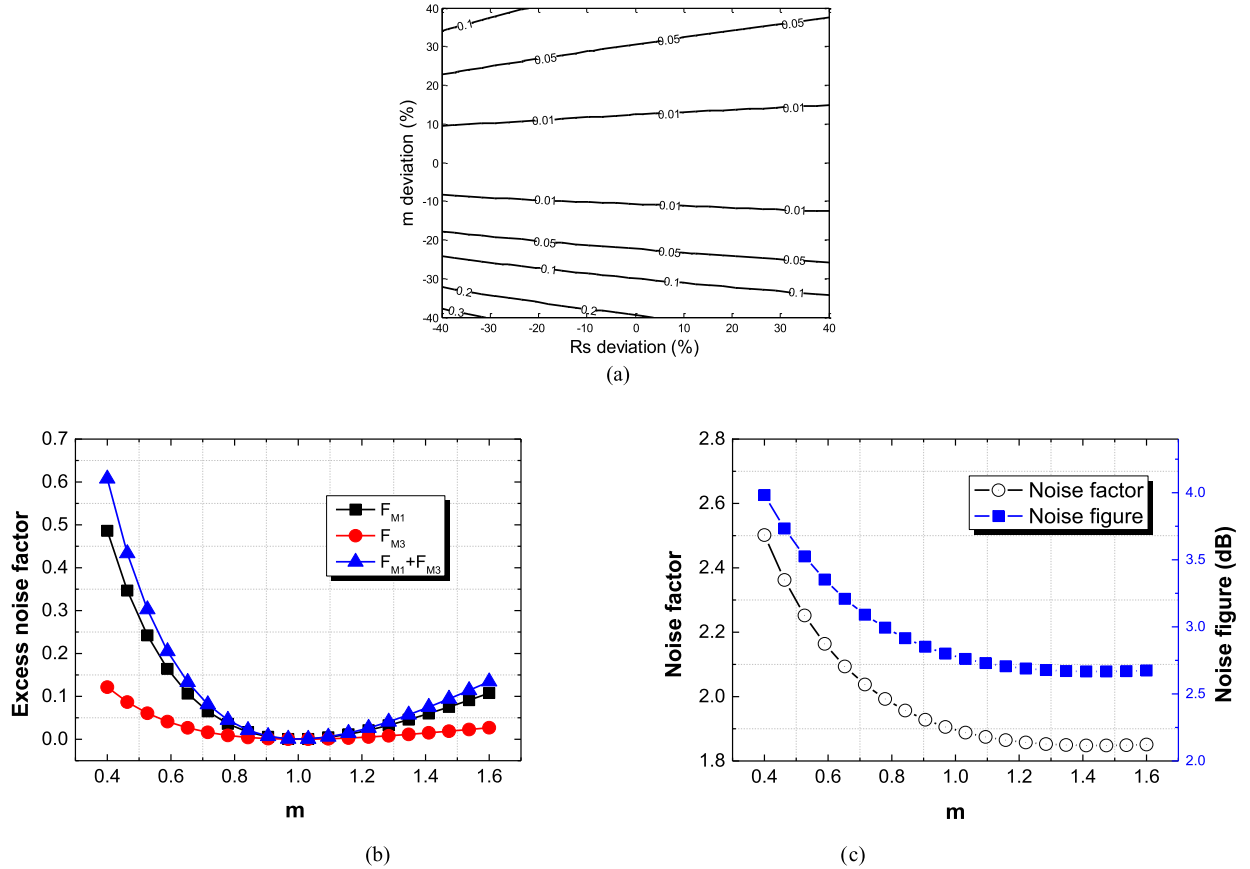 40
30
20
10
0
-10
-20
-30
-40
m deviation (%)
0.1
0.05
0.05
0.05
0.01
0.01
0.01
0.01
0.01
0.01
0.05
0.05
0.05
0.1
0.1
0.2
0.2
0.3
-40 -30 -20 -10 0 10 20 30 40
Rs deviation (%)
(a)
0.7
0.6
0.5
0.4
0.3
0.2
0.1
0.0
Excess noise factor
F_M1
F_M3
F_M1+F_M3
0.4 0.6 0.8 1.0 1.2 1.4 1.6
m
(b)
2.8
2.6
2.4
2.2
2.0
1.8
Noise factor
Noise factor
Noise figure
4.0
3.5
3.0
2.5
2.0
Noise figure (dB)
0.4 0.6 0.8 1.0 1.2 1.4 1.6
m
(c)